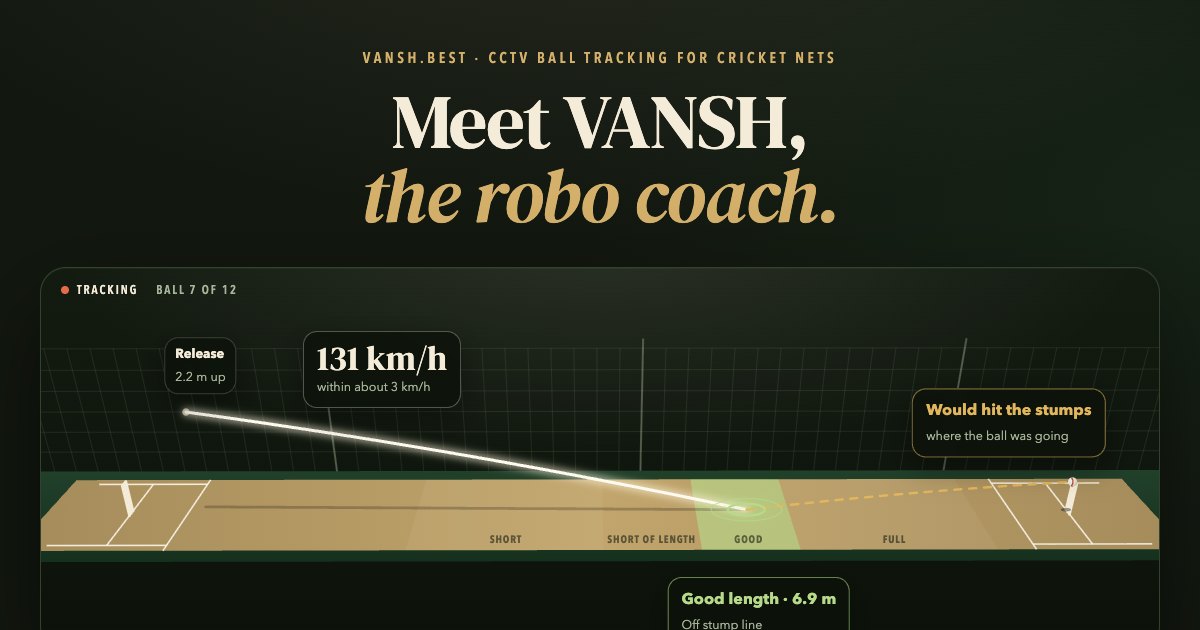 VANSH.BEST · CCTV BALL TRACKING FOR CRICKET NETS
Meet VANSH,
the robo coach.
TRACKING BALL 7 OF 12
Release
2.2 m up
131 km/h
within about 3 km/h
Would hit the stumps
where the ball was going
SHORT
SHORT OF LENGTH
GOOD
FULL
Good length · 6.9 m
Off stump line